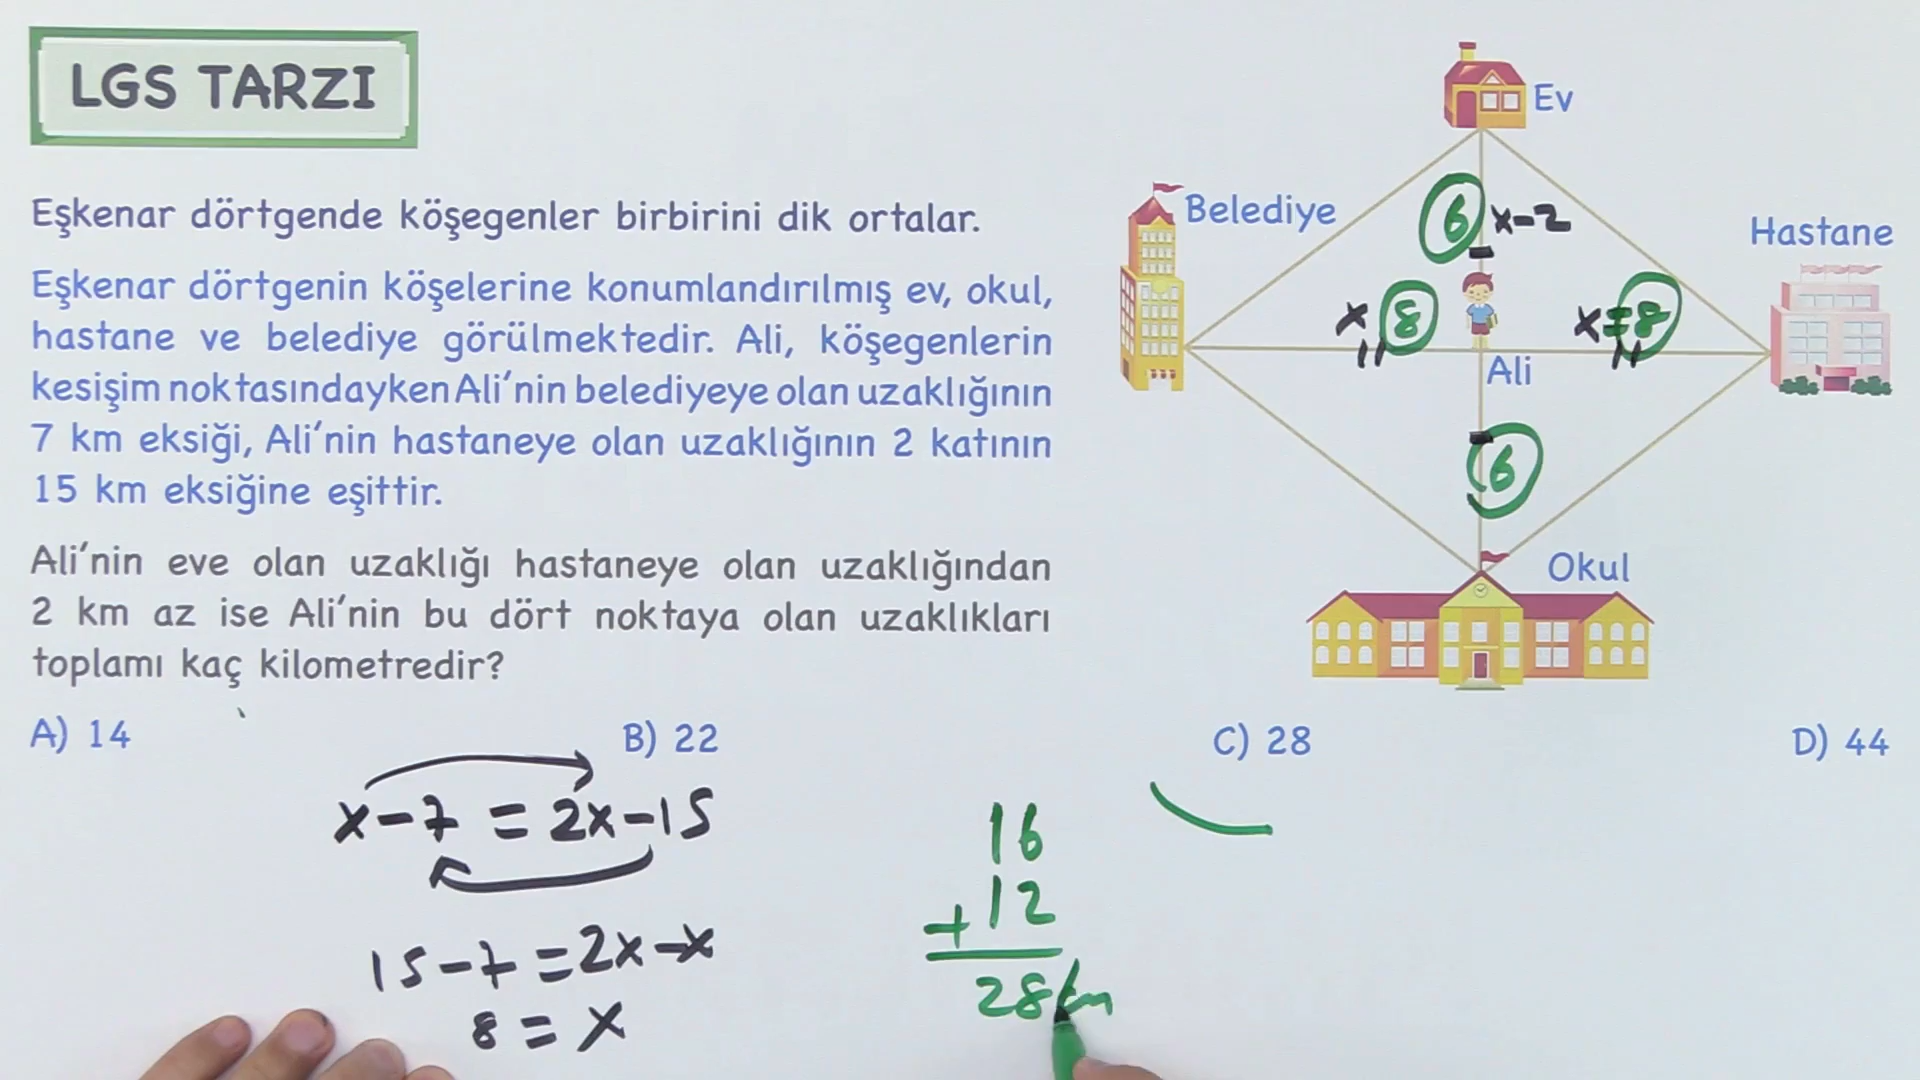 LGS TARZI
Eşkenar dörtgende köşegenler birbirini dik ortalar.
Eşkenar dörtgenin köşelerine konumlandırılmış ev, okul,
hastane ve belediye görülmektedir. Ali, köşegenlerin
kesişim noktasındayken Ali'nin belediyeye olan uzaklığının
7 km eksiği, Ali'nin hastaneye olan uzaklığının 2 katının
15 km eksiğine eşittir.
Ali'nin eve olan uzaklığı hastaneye olan uzaklığından
2 km az ise Ali'nin bu dört noktaya olan uzaklıkları
toplamı kaç kilometredir?
A) 14
B) 22
C) 28
D) 44
Ev
Belediye
Hastane
6 x-2
x 8
x=8
Ali
6
Okul
x-7 = 2x-15
15-7 = 2x-x
8 = x
16
+ 12
28 km